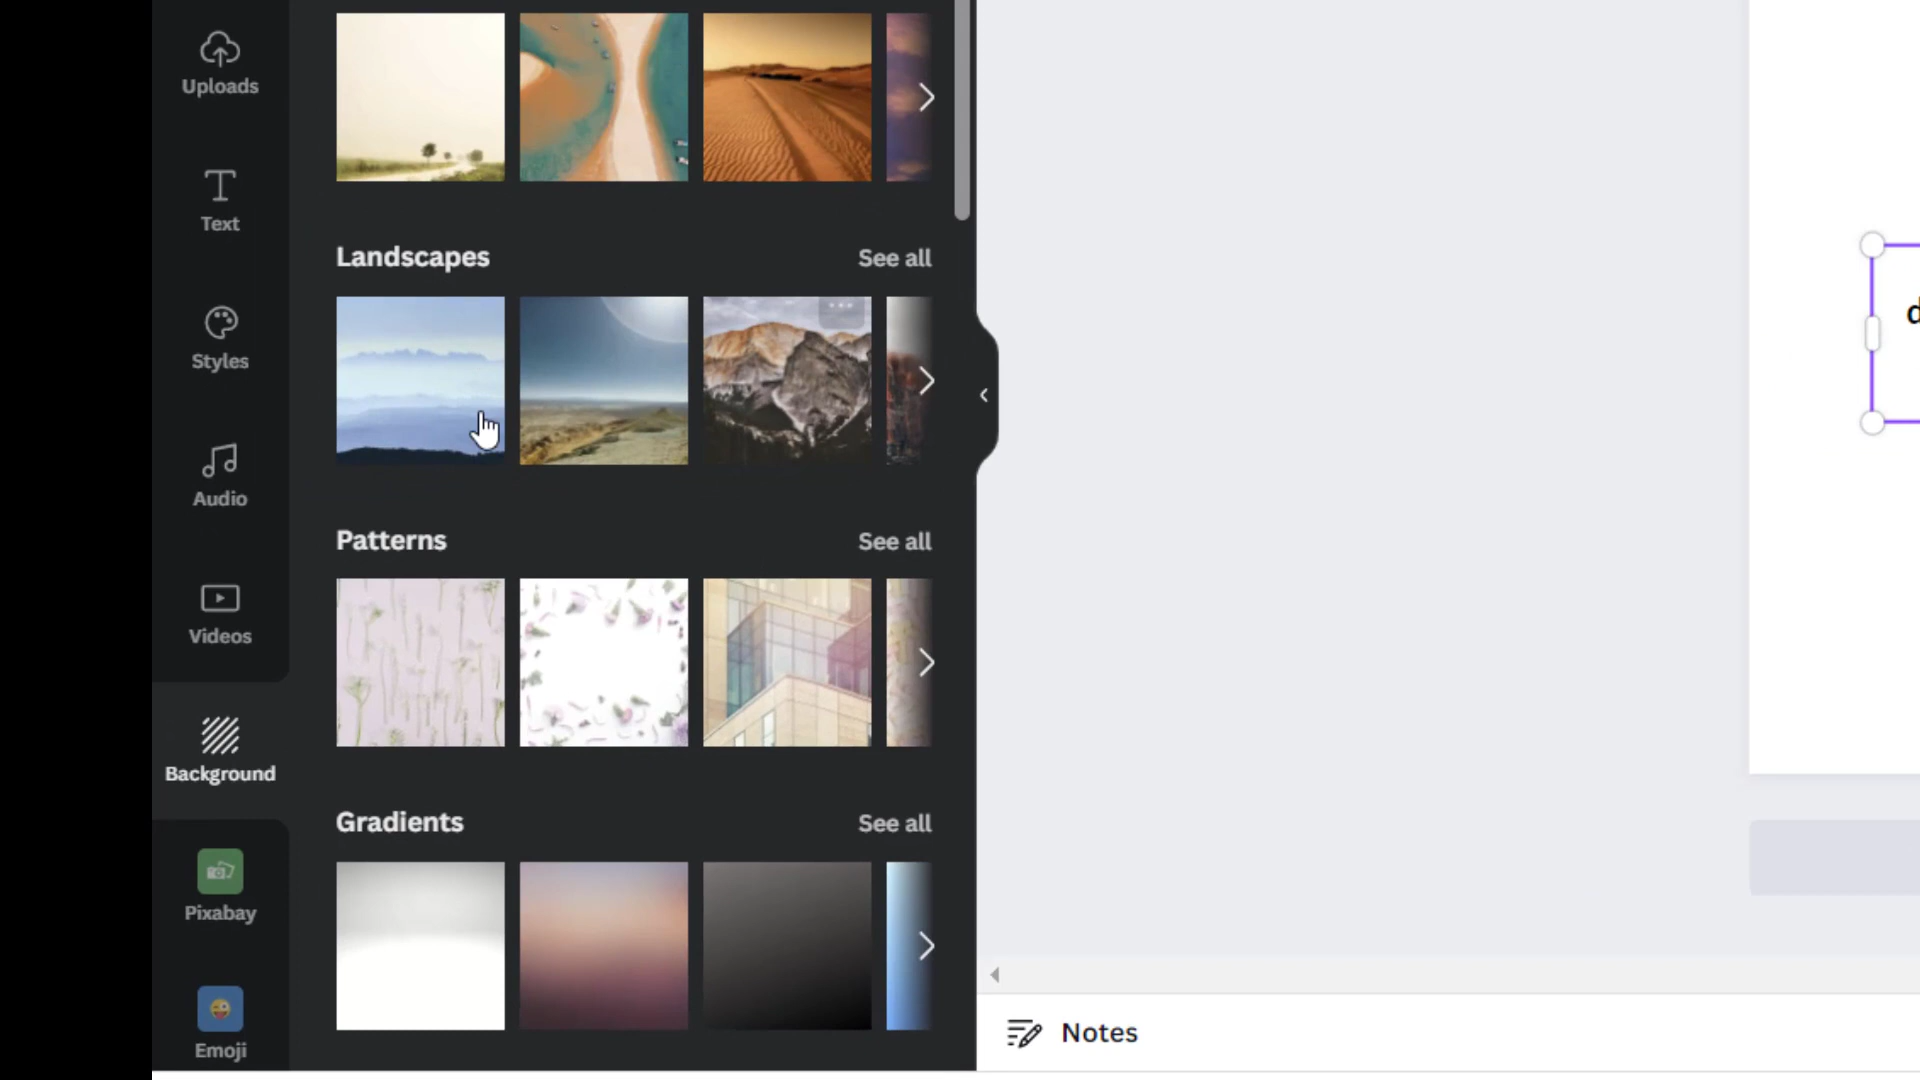 Uploads
Text
Styles
Audio
Videos
Background
Pixabay
Emoji
Landscapes
See all
Patterns
See all
Gradients
See all
d
Notes